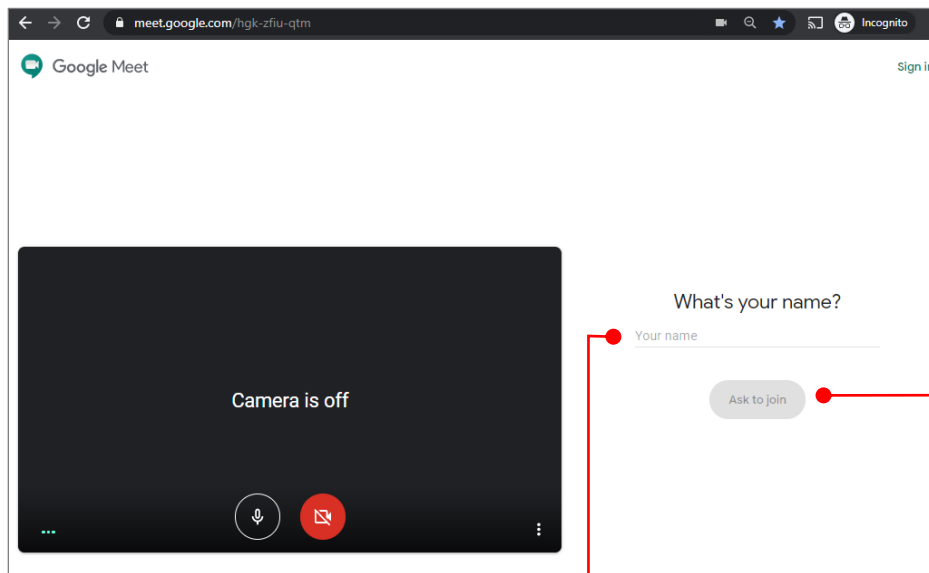 meet.google.com/hgk-zfiu-qtm
Incognito
Google Meet
Sign in
What's your name?
Your name
Camera is off
Ask to join